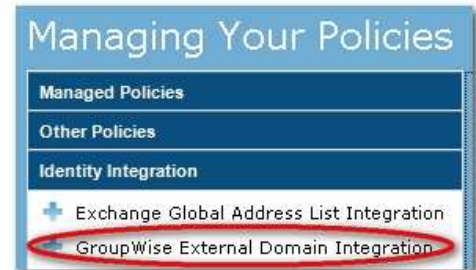 Managing Your Policies
Managed Policies
Other Policies
Identity Integration
Exchange Global Address List Integration
GroupWise External Domain Integration